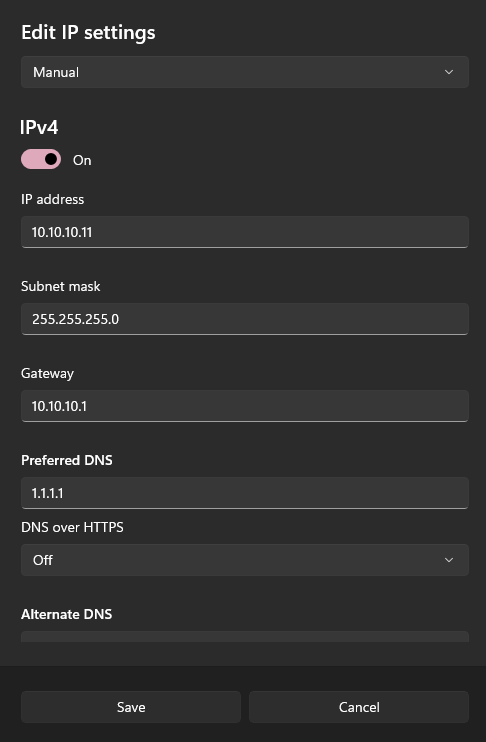 Edit IP settings
Manual
IPv4
On
IP address
10.10.10.11
Subnet mask
255.255.255.0
Gateway
10.10.10.1
Preferred DNS
1.1.1.1
DNS over HTTPS
Off
Alternate DNS
Save Cancel